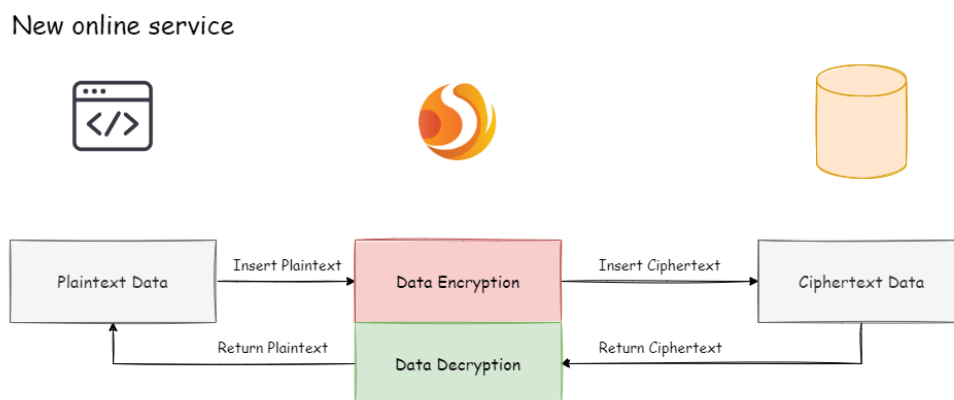 New online service
Plaintext Data
Insert Plaintext
Data Encryption
Insert Ciphertext
Ciphertext Data
Return Plaintext
Data Decryption
Return Ciphertext